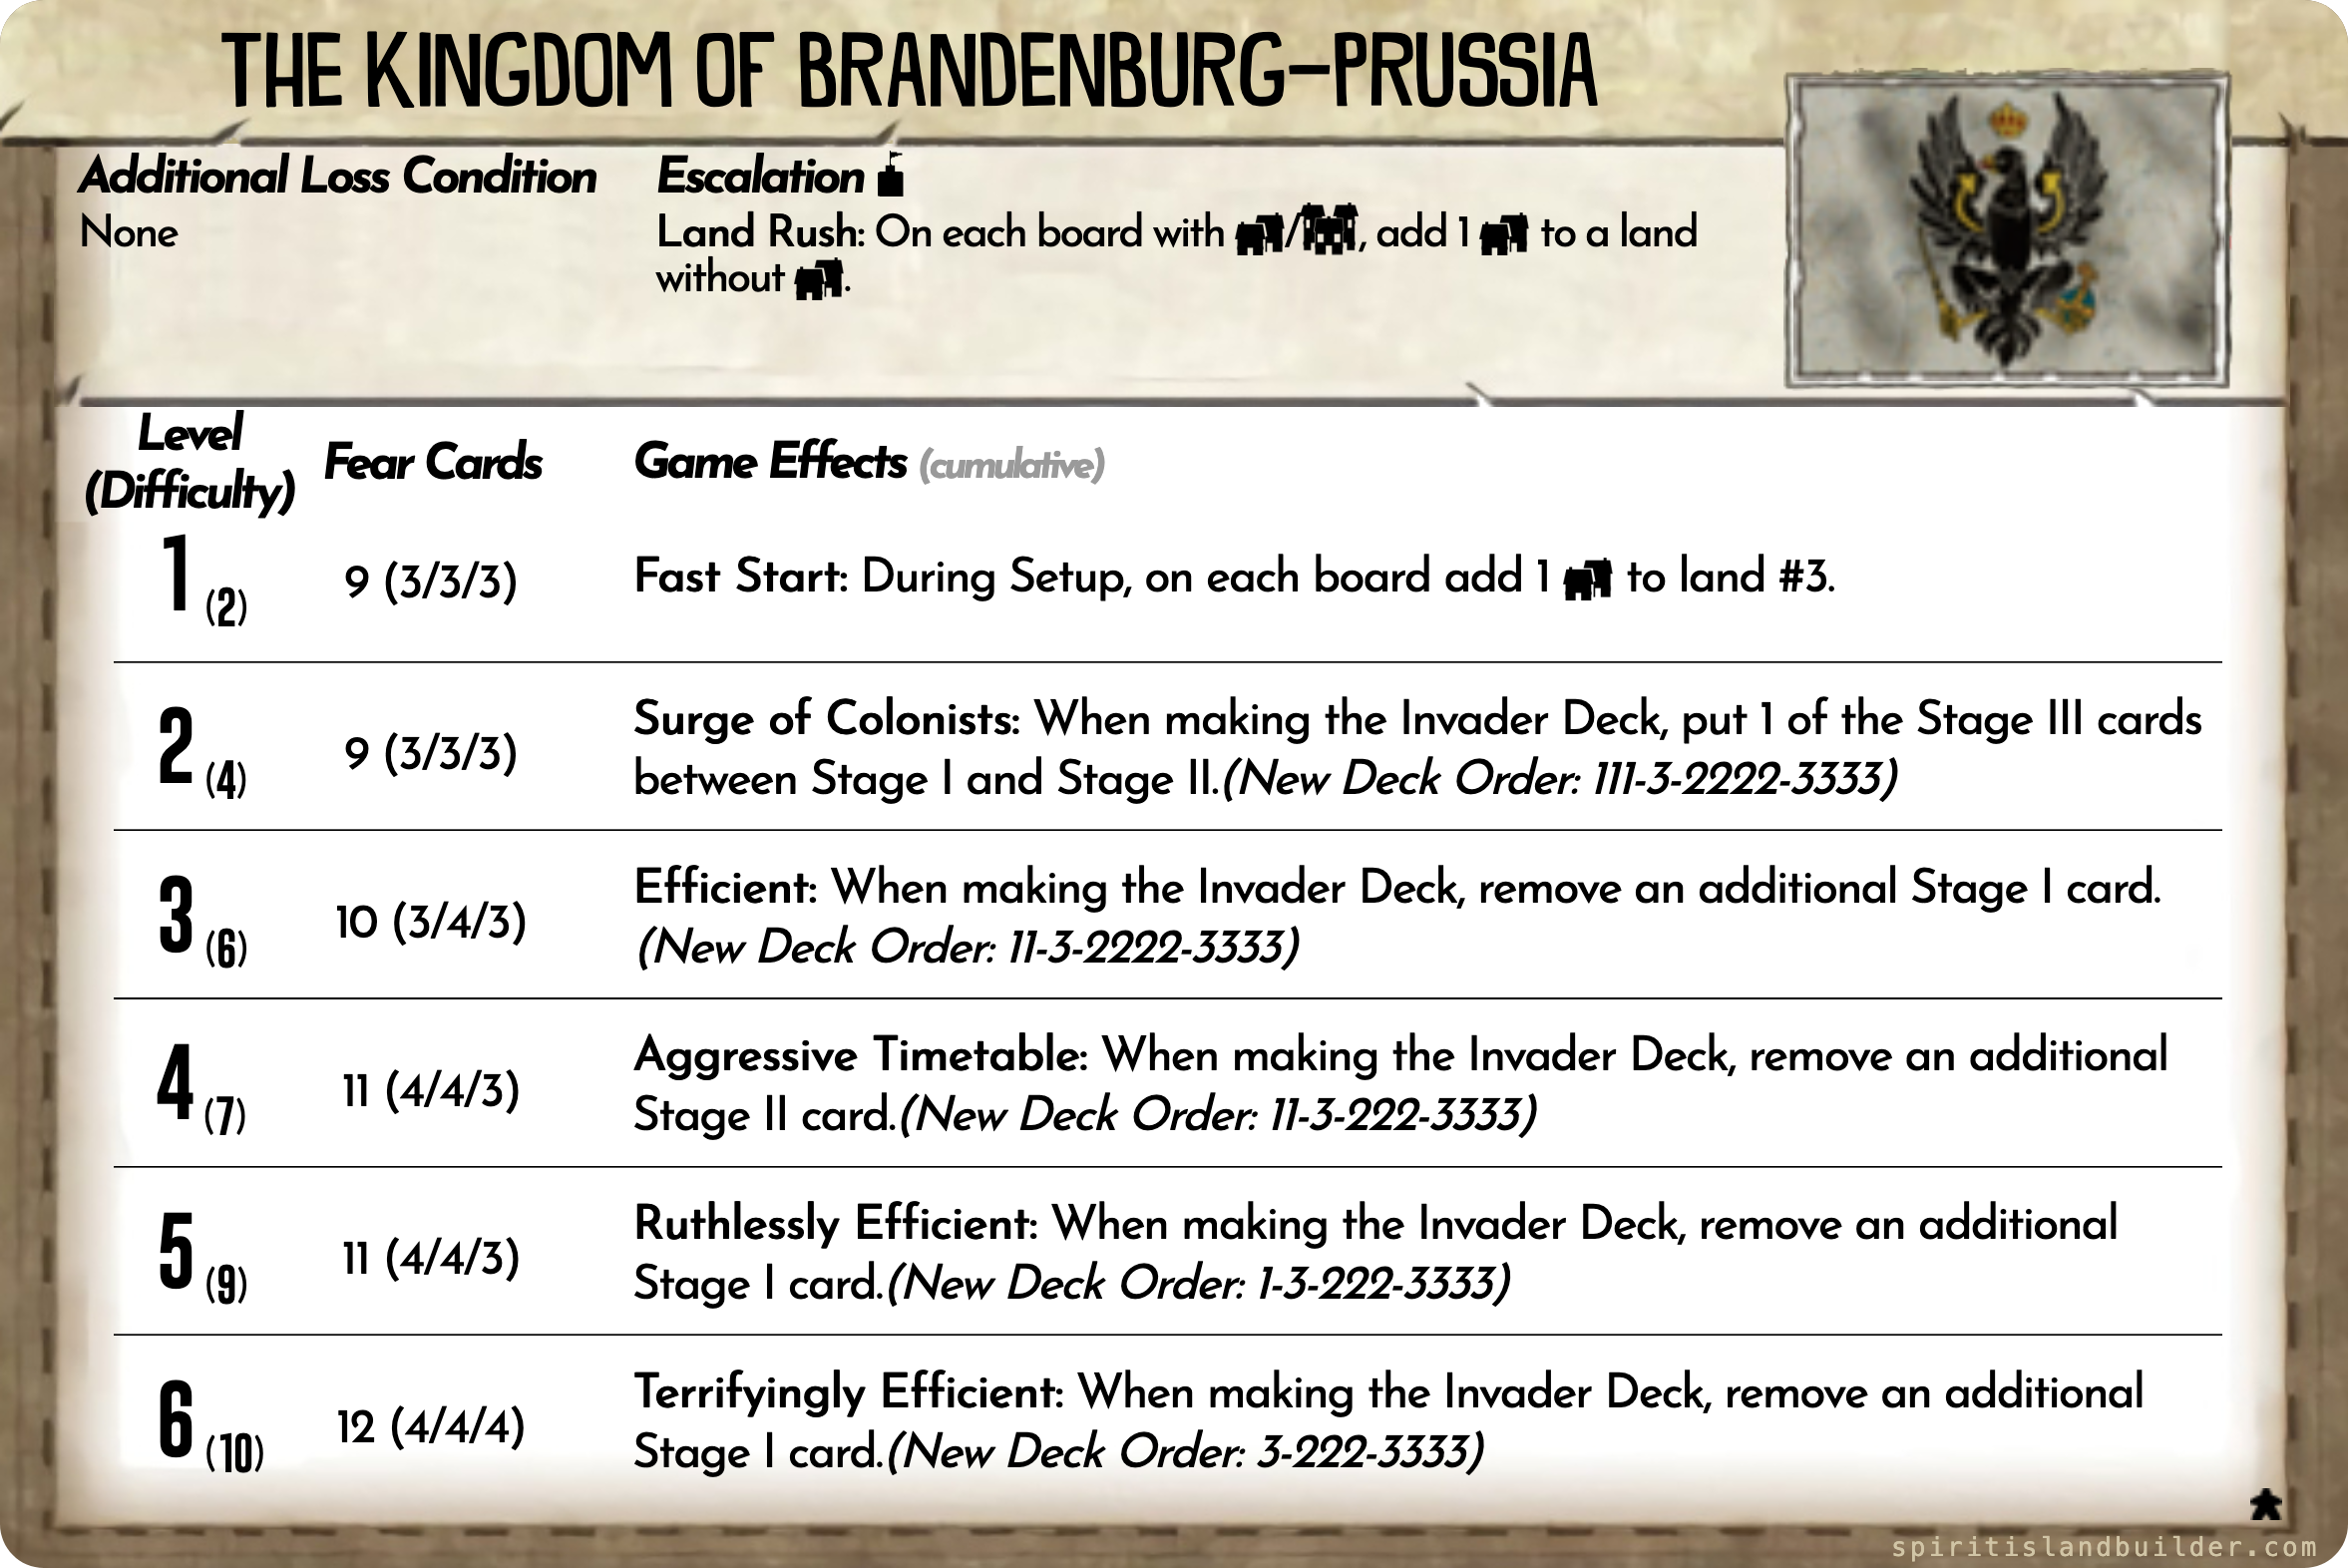 THE KINGDOM OF BRANDENBURG–PRUSSIA
Additional Loss Condition
None
Escalation
Land Rush: On each board with /, add 1 to a land
without .
Level
(Difficulty)
Fear Cards
Game Effects (cumulative)
1 (2)
9 (3/3/3)
Fast Start: During Setup, on each board add 1 to land #3.
2 (4)
9 (3/3/3)
Surge of Colonists: When making the Invader Deck, put 1 of the Stage III cards
between Stage I and Stage II.(New Deck Order: 111-3-2222-3333)
3 (6)
10 (3/4/3)
Efficient: When making the Invader Deck, remove an additional Stage I card.
(New Deck Order: 11-3-2222-3333)
4 (7)
11 (4/4/3)
Aggressive Timetable: When making the Invader Deck, remove an additional
Stage II card.(New Deck Order: 11-3-222-3333)
5 (9)
11 (4/4/3)
Ruthlessly Efficient: When making the Invader Deck, remove an additional
Stage I card.(New Deck Order: 1-3-222-3333)
6 (10)
12 (4/4/4)
Terrifyingly Efficient: When making the Invader Deck, remove an additional
Stage I card.(New Deck Order: 3-222-3333)
spiritislandbuilder.com